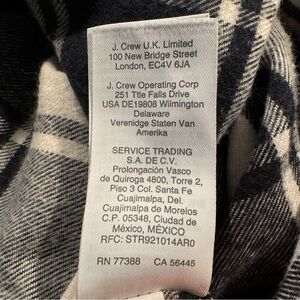 J. Crew U.K. Limited
100 New Bridge Street
London, EC4V 6JA
J. Crew Operating Corp
251 Ttle Falls Drive
USA DE19808 Wilmington
Delaware
Verenidge Staten Van
Amerika
SERVICE TRADING
S.A. DE C.V.
Prolongación Vasco
de Quiroga 4800, Torre 2,
Piso 3 Col. Santa Fe
Cuajimalpa, Del.
Cuajimalpa de Morelos
C.P. 05348, Ciudad de
México, MÉXICO
RFC: STR921014AR0
RN 77388 CA 56445